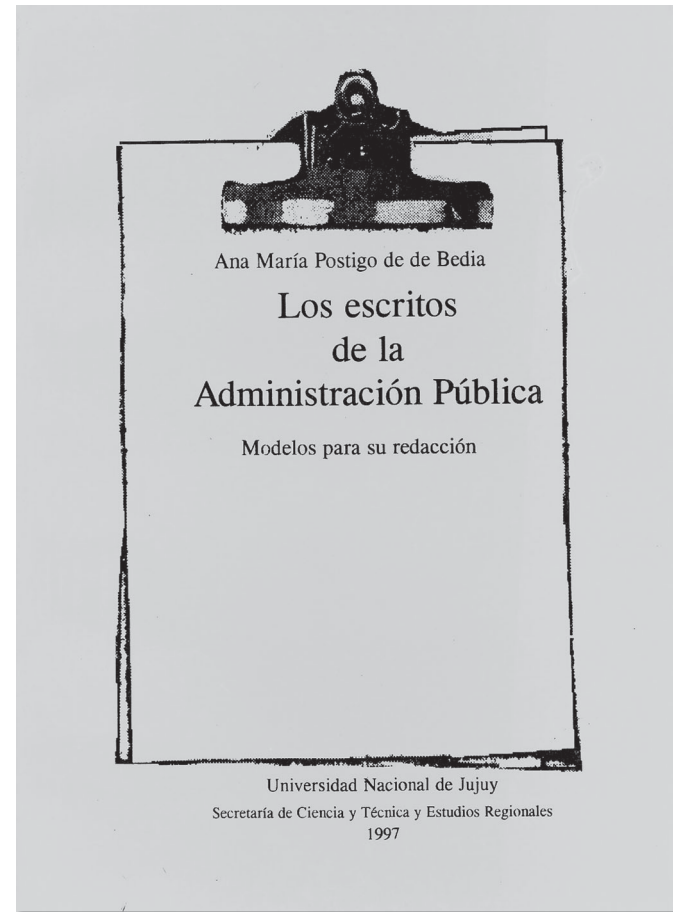 Ana María Postigo de de Bedia
Los escritos
de la
Administración Pública
Modelos para su redacción
Universidad Nacional de Jujuy
Secretaría de Ciencia y Técnica y Estudios Regionales
1997